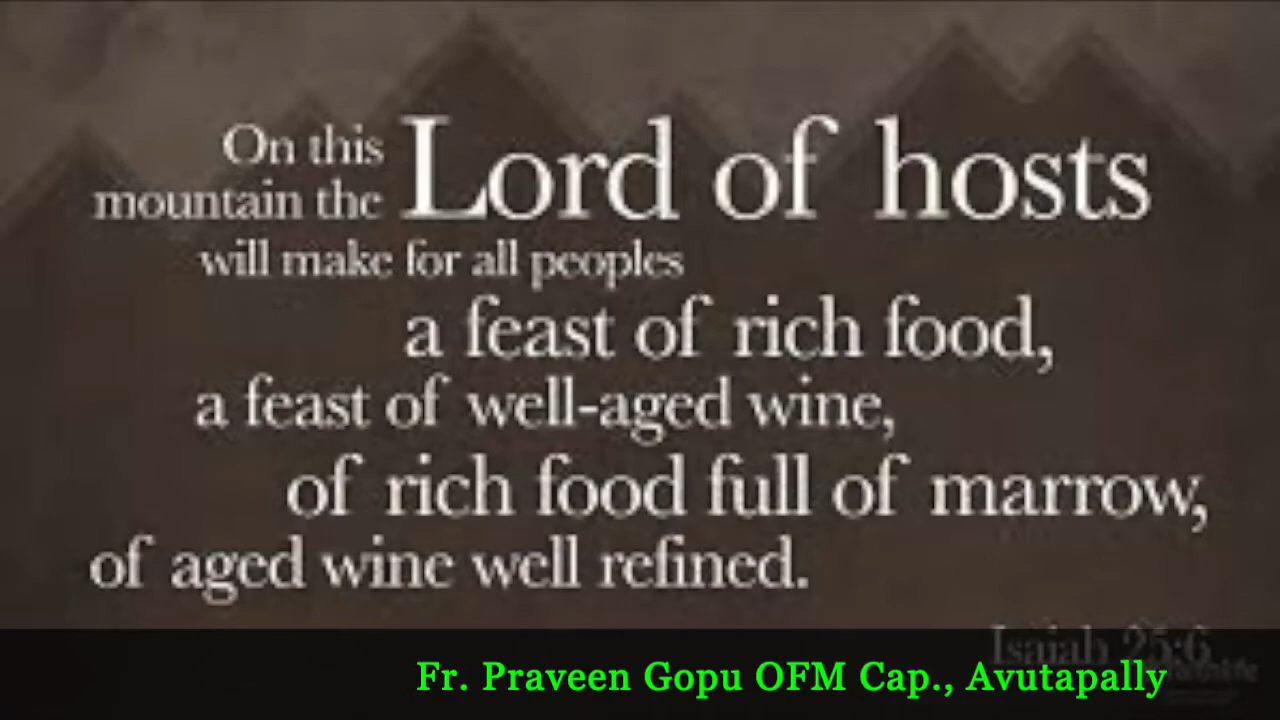 On this
mountain the Lord of hosts
will make for all peoples
a feast of rich food,
a feast of well-aged wine,
of rich food full of marrow,
of aged wine well refined.
Isaiah 25:6
Fr. Praveen Gopu OFM Cap., Avutapally